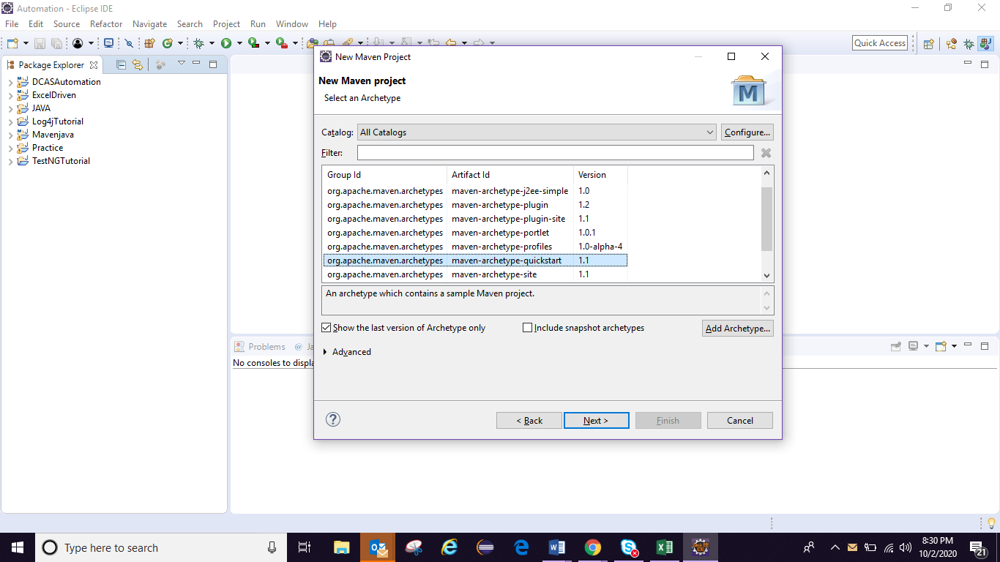 Automation - Eclipse IDE
File Edit Source Refactor Navigate Search Project Run Window Help
Quick Access
Package Explorer
DCASAutomation
ExcelDriven
JAVA
Log4jTutorial
Mavenjava
Practice
TestNGTutorial
New Maven Project
New Maven project
Select an Archetype
M
Catalog: All Catalogs Configure...
Filter:
Group Id Artifact Id Version
org.apache.maven.archetypes maven-archetype-j2ee-simple 1.0
org.apache.maven.archetypes maven-archetype-plugin 1.2
org.apache.maven.archetypes maven-archetype-plugin-site 1.1
org.apache.maven.archetypes maven-archetype-portlet 1.0.1
org.apache.maven.archetypes maven-archetype-profiles 1.0-alpha-4
org.apache.maven.archetypes maven-archetype-quickstart 1.1
org.apache.maven.archetypes maven-archetype-site 1.1
An archetype which contains a sample Maven project.
Show the last version of Archetype only Include snapshot archetypes Add Archetype...
Advanced
< Back Next > Finish Cancel
Problems @ Ja
No consoles to displa
Type here to search
8:30 PM
10/2/2020
21